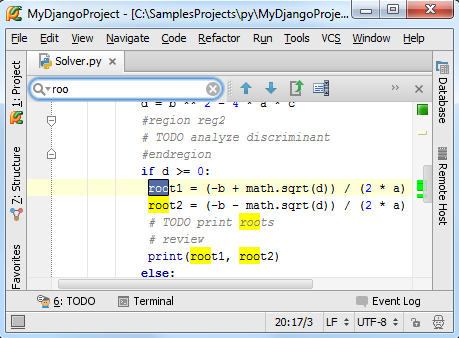 MyDjangoProject - [C:\SamplesProjects\py\MyDjangoProje...
File Edit View Navigate Code Refactor Run Tools VCS Window Help
Solver.py
roo
d = b ** 2 - 4 * a * c
#region reg2
# TODO analyze discriminant
#endregion
if d >= 0:
root1 = (-b + math.sqrt(d)) / (2 * a)
root2 = (-b - math.sqrt(d)) / (2 * a)
# TODO print roots
# review
print(root1, root2)
else:
1: Project
Z: Structure
Favorites
Database
Remote Host
6: TODO
Terminal
Event Log
20:17/3 LF UTF-8